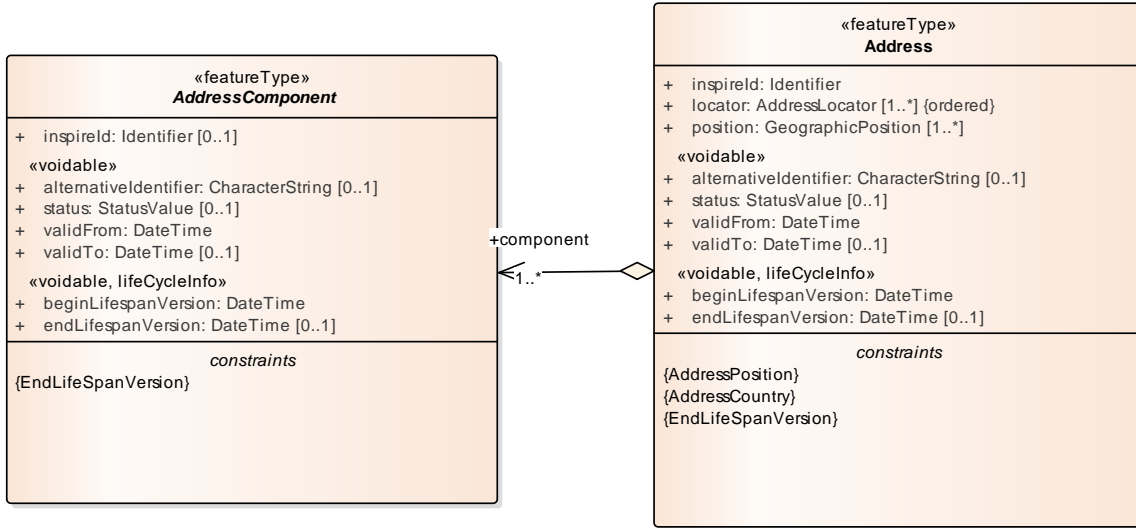 «featureType»
AddressComponent
+ inspireId: Identifier [0..1]
«voidable»
+ alternativeIdentifier: CharacterString [0..1]
+ status: StatusValue [0..1]
+ validFrom: DateTime
+ validTo: DateTime [0..1]
«voidable, lifeCycleInfo»
+ beginLifespanVersion: DateTime
+ endLifespanVersion: DateTime [0..1]
constraints
{EndLifeSpanVersion}
+component
1..*
«featureType»
Address
+ inspireId: Identifier
+ locator: AddressLocator [1..*] {ordered}
+ position: GeographicPosition [1..*]
«voidable»
+ alternativeIdentifier: CharacterString [0..1]
+ status: StatusValue [0..1]
+ validFrom: DateTime
+ validTo: DateTime [0..1]
«voidable, lifeCycleInfo»
+ beginLifespanVersion: DateTime
+ endLifespanVersion: DateTime [0..1]
constraints
{AddressPosition}
{AddressCountry}
{EndLifeSpanVersion}